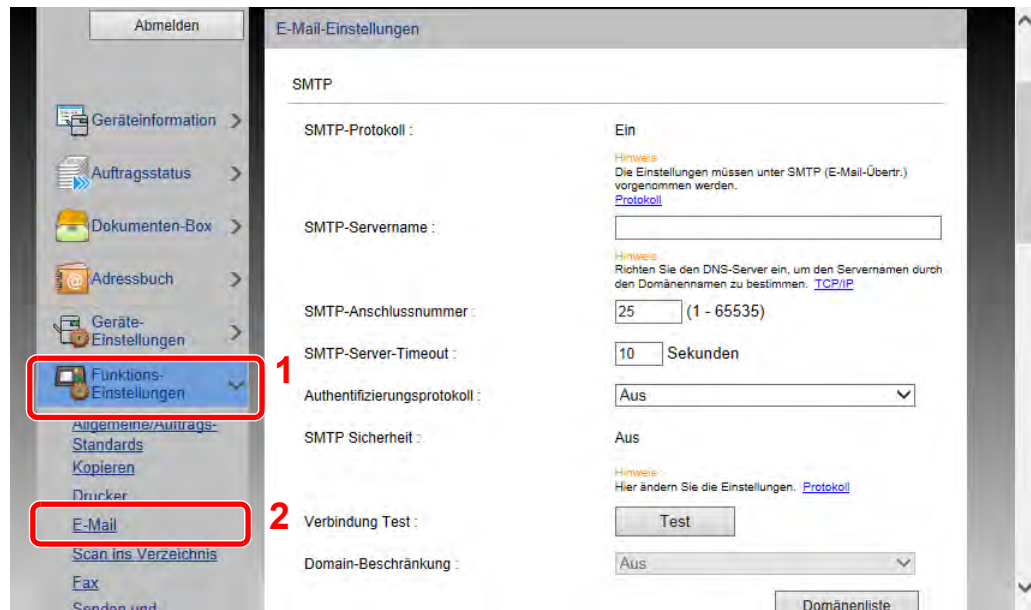 Abmelden
Geräteinformation
Auftragsstatus
Dokumenten-Box
Adressbuch
Geräte-
Einstellungen
Funktions-
Einstellungen
1
Allgemeine/Auftrags-
Standards
Kopieren
Drucker
E-Mail
2
Scan ins Verzeichnis
Fax
Senden und
E-Mail-Einstellungen
SMTP
SMTP-Protokoll : Ein
Hinweis
Die Einstellungen müssen unter SMTP (E-Mail-Übertr.)
vorgenommen werden.
Protokoll
SMTP-Servername :
Hinweis
Richten Sie den DNS-Server ein, um den Servernamen durch
den Domänennamen zu bestimmen. TCP/IP
SMTP-Anschlussnummer : 25 (1 - 65535)
SMTP-Server-Timeout : 10 Sekunden
Authentifizierungsprotokoll : Aus
SMTP Sicherheit : Aus
Hinweis
Hier ändern Sie die Einstellungen. Protokoll
Verbindung Test : Test
Domain-Beschränkung : Aus
Domänenliste